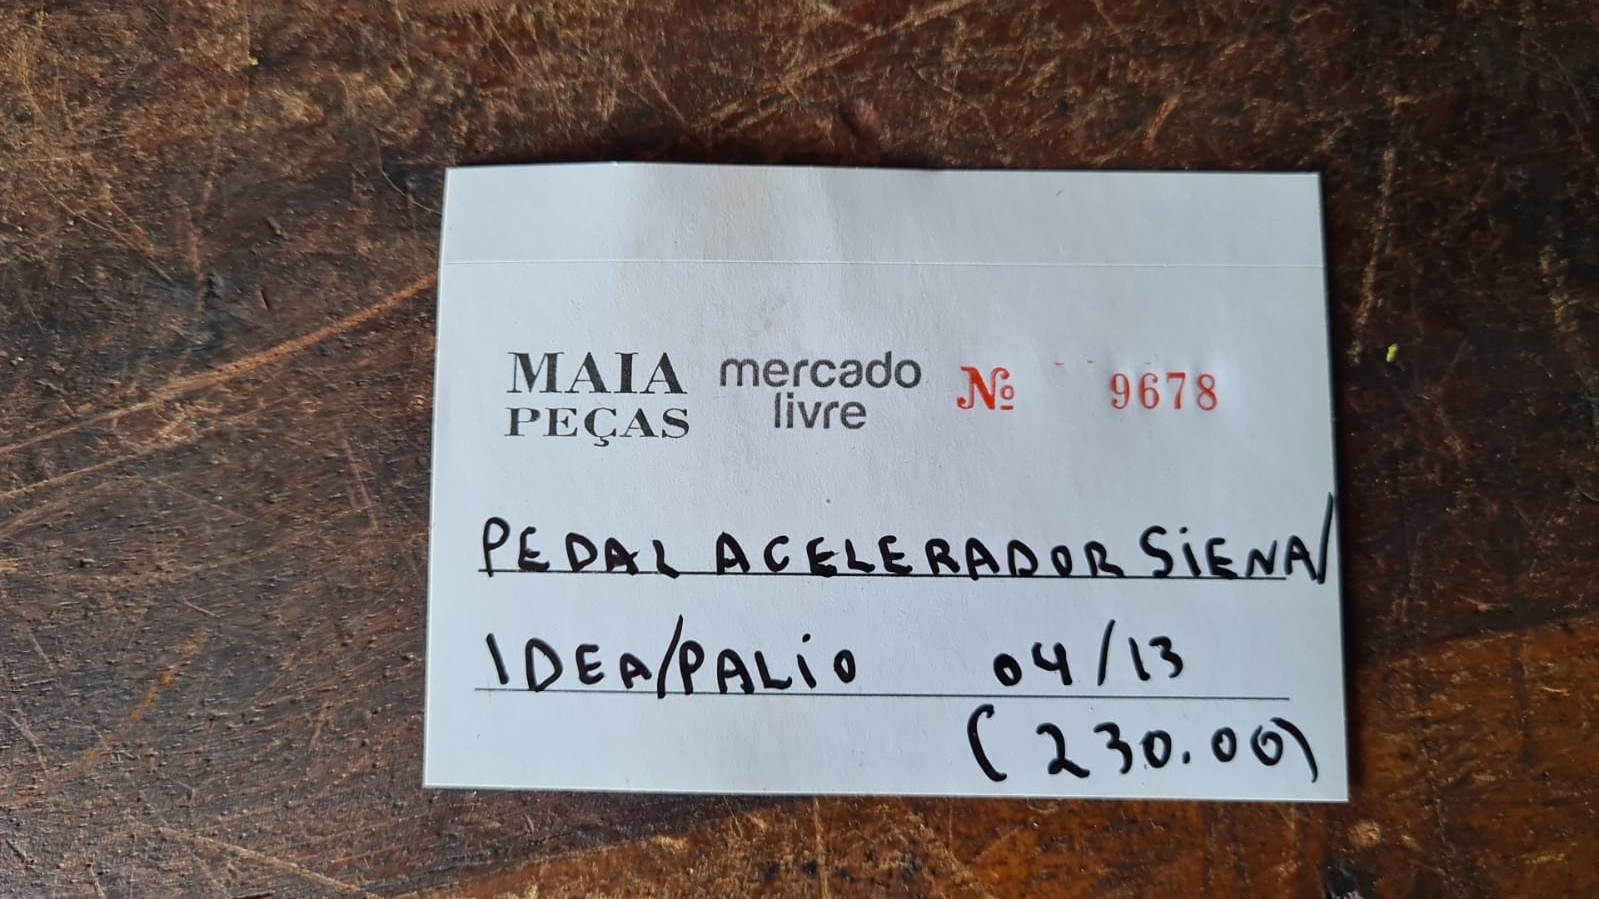 MAIA PEÇAS
mercado livre
Nº 9678
PEDAL ACELERADOR SiENA/
IDEA/PALiO 04/13
(230.00)